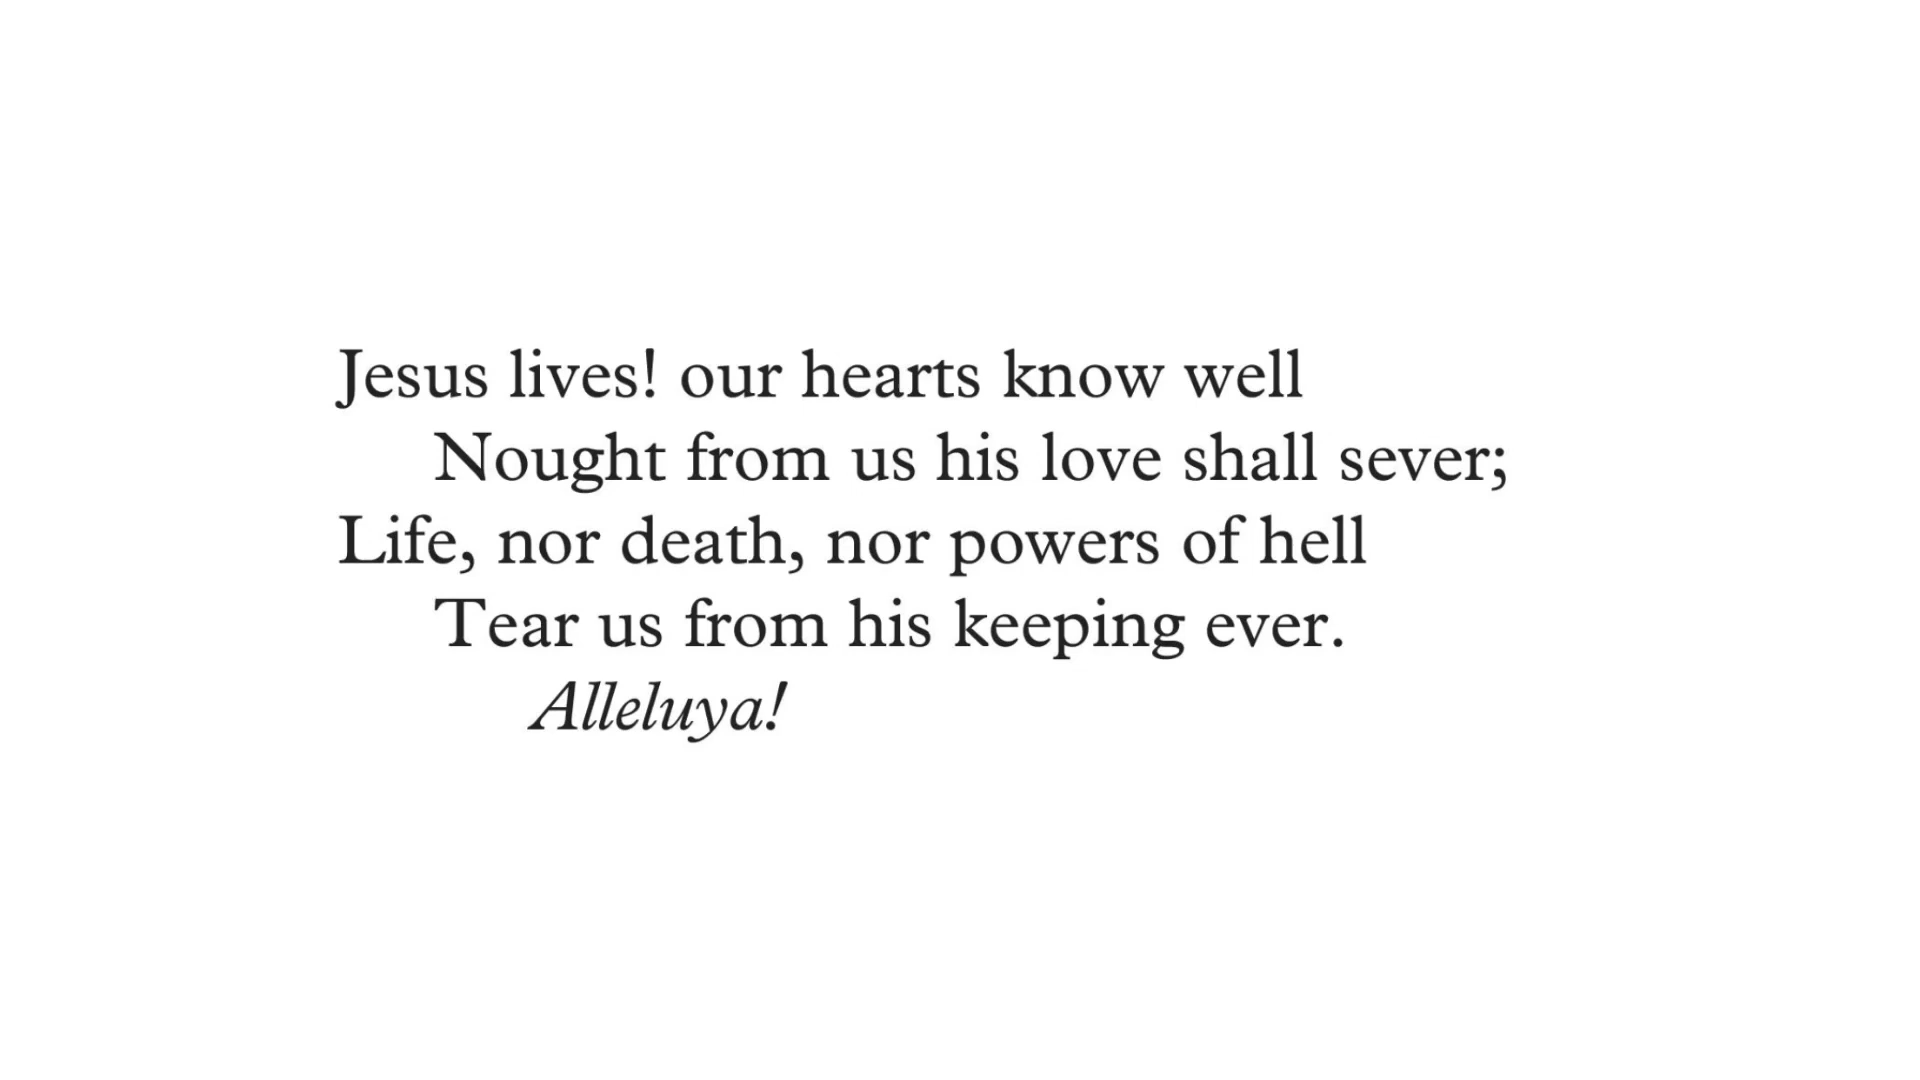 Jesus lives! our hearts know well
Nought from us his love shall sever;
Life, nor death, nor powers of hell
Tear us from his keeping ever.
Alleluya!